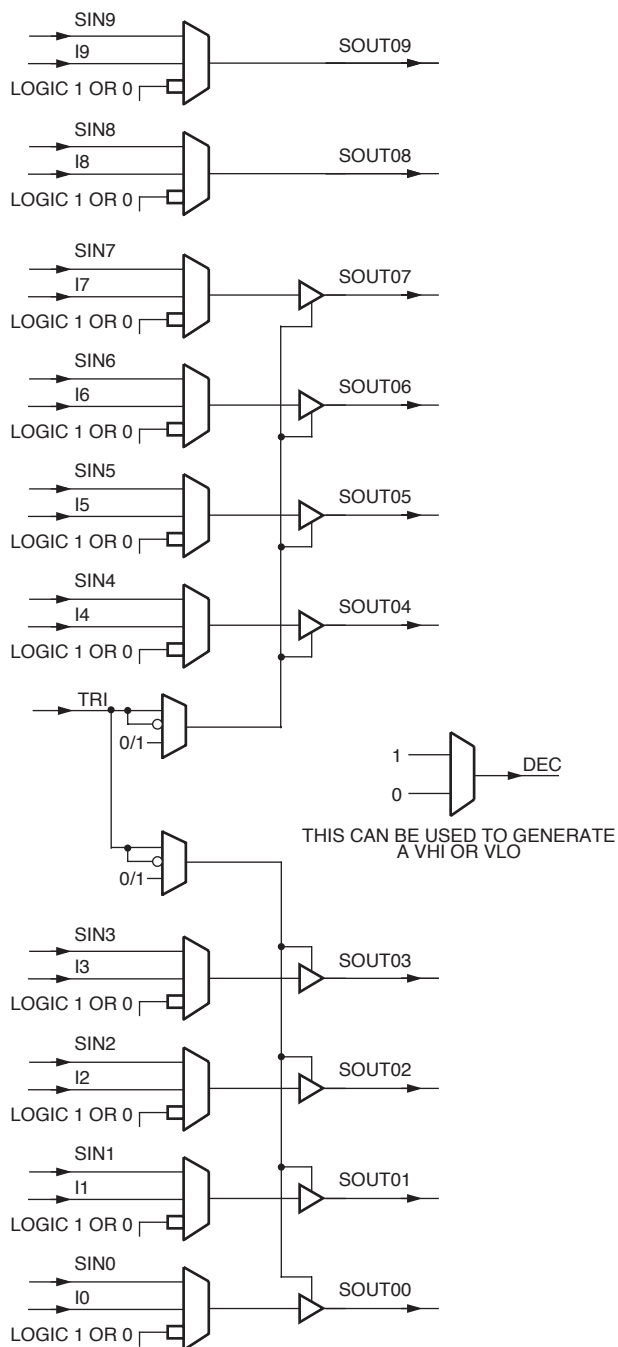 SIN9
I9
SOUT09
LOGIC 1 OR 0
SIN8
I8
SOUT08
LOGIC 1 OR 0
SIN7
I7
SOUT07
LOGIC 1 OR 0
SIN6
I6
SOUT06
LOGIC 1 OR 0
SIN5
I5
SOUT05
LOGIC 1 OR 0
SIN4
I4
SOUT04
LOGIC 1 OR 0
TRI
0/1
1
DEC
0
THIS CAN BE USED TO GENERATE
A VHI OR VLO
0/1
SIN3
I3
SOUT03
LOGIC 1 OR 0
SIN2
I2
SOUT02
LOGIC 1 OR 0
SIN1
I1
SOUT01
LOGIC 1 OR 0
SIN0
I0
SOUT00
LOGIC 1 OR 0